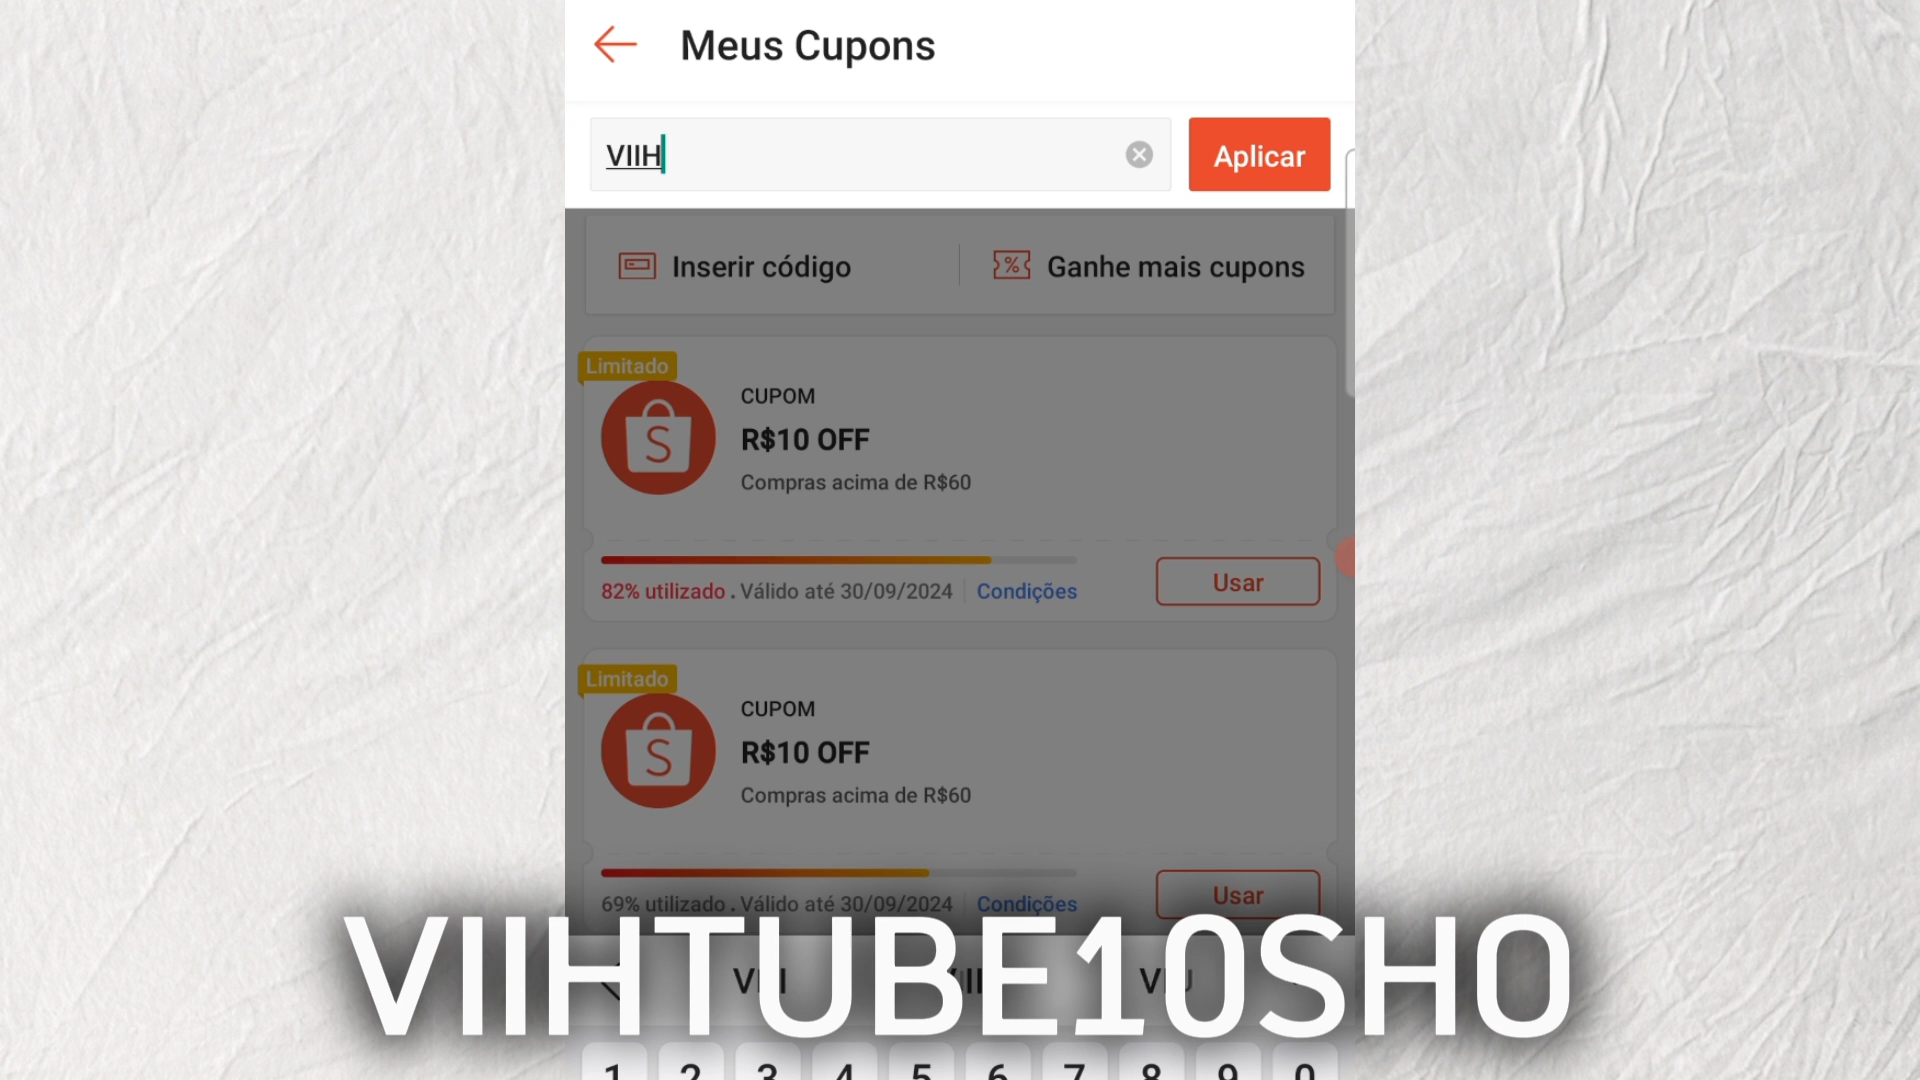 Meus Cupons
VIIH
Aplicar
Inserir código
Ganhe mais cupons
Limitado
CUPOM
R$10 OFF
Compras acima de R$60
82% utilizado . Válido até 30/09/2024 Condições
Usar
Limitado
CUPOM
R$10 OFF
Compras acima de R$60
69% utilizado . Válido até 30/09/2024 Condições
Usar
VIIHTUBE10SHO
1 2 3 4 5 6 7 8 9 0